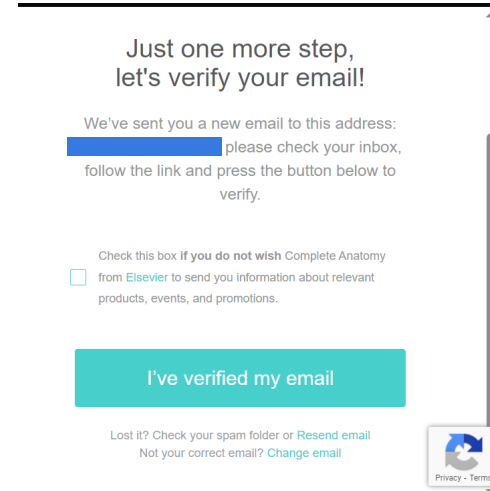 Just one more step,
let's verify your email!
We've sent you a new email to this address:
please check your inbox,
follow the link and press the button below to
verify.
Check this box if you do not wish Complete Anatomy
from Elsevier to send you information about relevant
products, events, and promotions.
I've verified my email
Lost it? Check your spam folder or Resend email
Not your correct email? Change email
Privacy - Terms